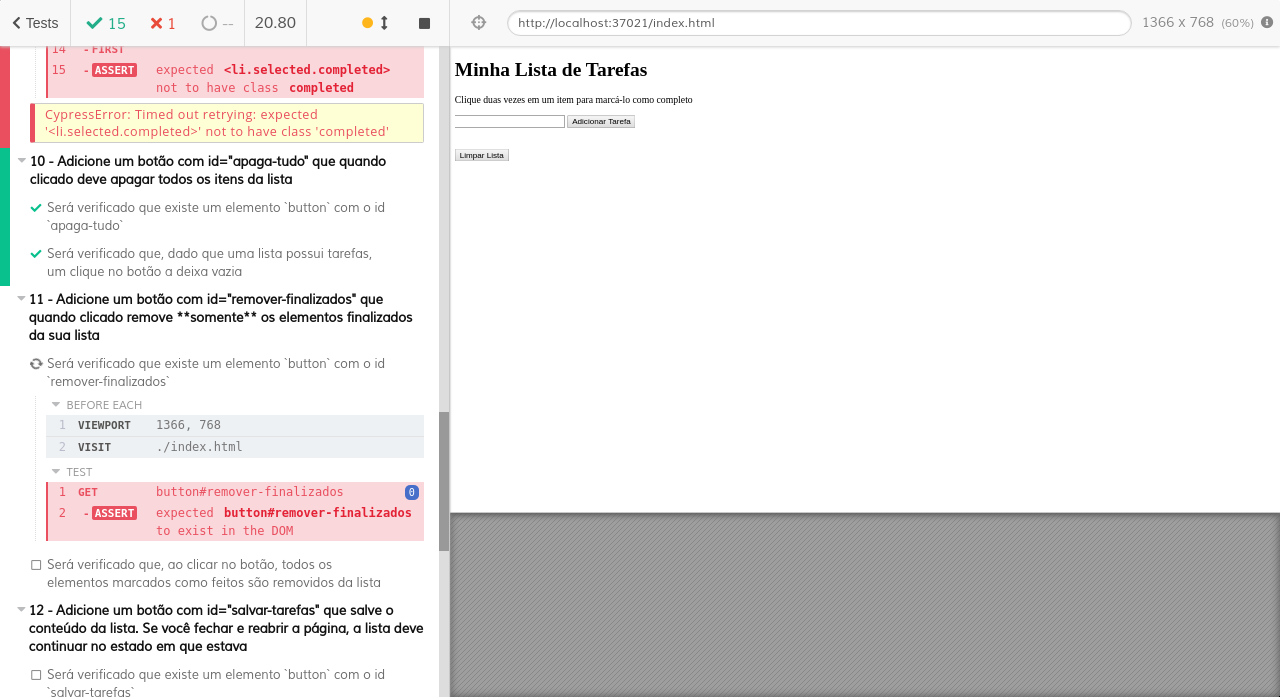 Tests
15
1
--
20.80
http://localhost:37021/index.html
1366 x 768 (60%)
14 -FIRST
15 -ASSERT expected <li.selected.completed>
not to have class completed
CypressError: Timed out retrying: expected
'<li.selected.completed>' not to have class 'completed'
10 - Adicione um botão com id="apaga-tudo" que quando
clicado deve apagar todos os itens da lista
Será verificado que existe um elemento `button` com o id
`apaga-tudo`
Será verificado que, dado que uma lista possui tarefas,
um clique no botão a deixa vazia
11 - Adicione um botão com id="remover-finalizados" que
quando clicado remove **somente** os elementos finalizados
da sua lista
Será verificado que existe um elemento `button` com o id
`remover-finalizados`
BEFORE EACH
1 VIEWPORT 1366, 768
2 VISIT ./index.html
TEST
1 GET button#remover-finalizados 0
2 -ASSERT expected button#remover-finalizados
to exist in the DOM
Será verificado que, ao clicar no botão, todos os
elementos marcados como feitos são removidos da lista
12 - Adicione um botão com id="salvar-tarefas" que salve o
conteúdo da lista. Se você fechar e reabrir a página, a lista deve
continuar no estado em que estava
Será verificado que existe um elemento `button` com o id
`salvar-tarefas`
Minha Lista de Tarefas
Clique duas vezes em um item para marcá-lo como completo
Adicionar Tarefa
Limpar Lista